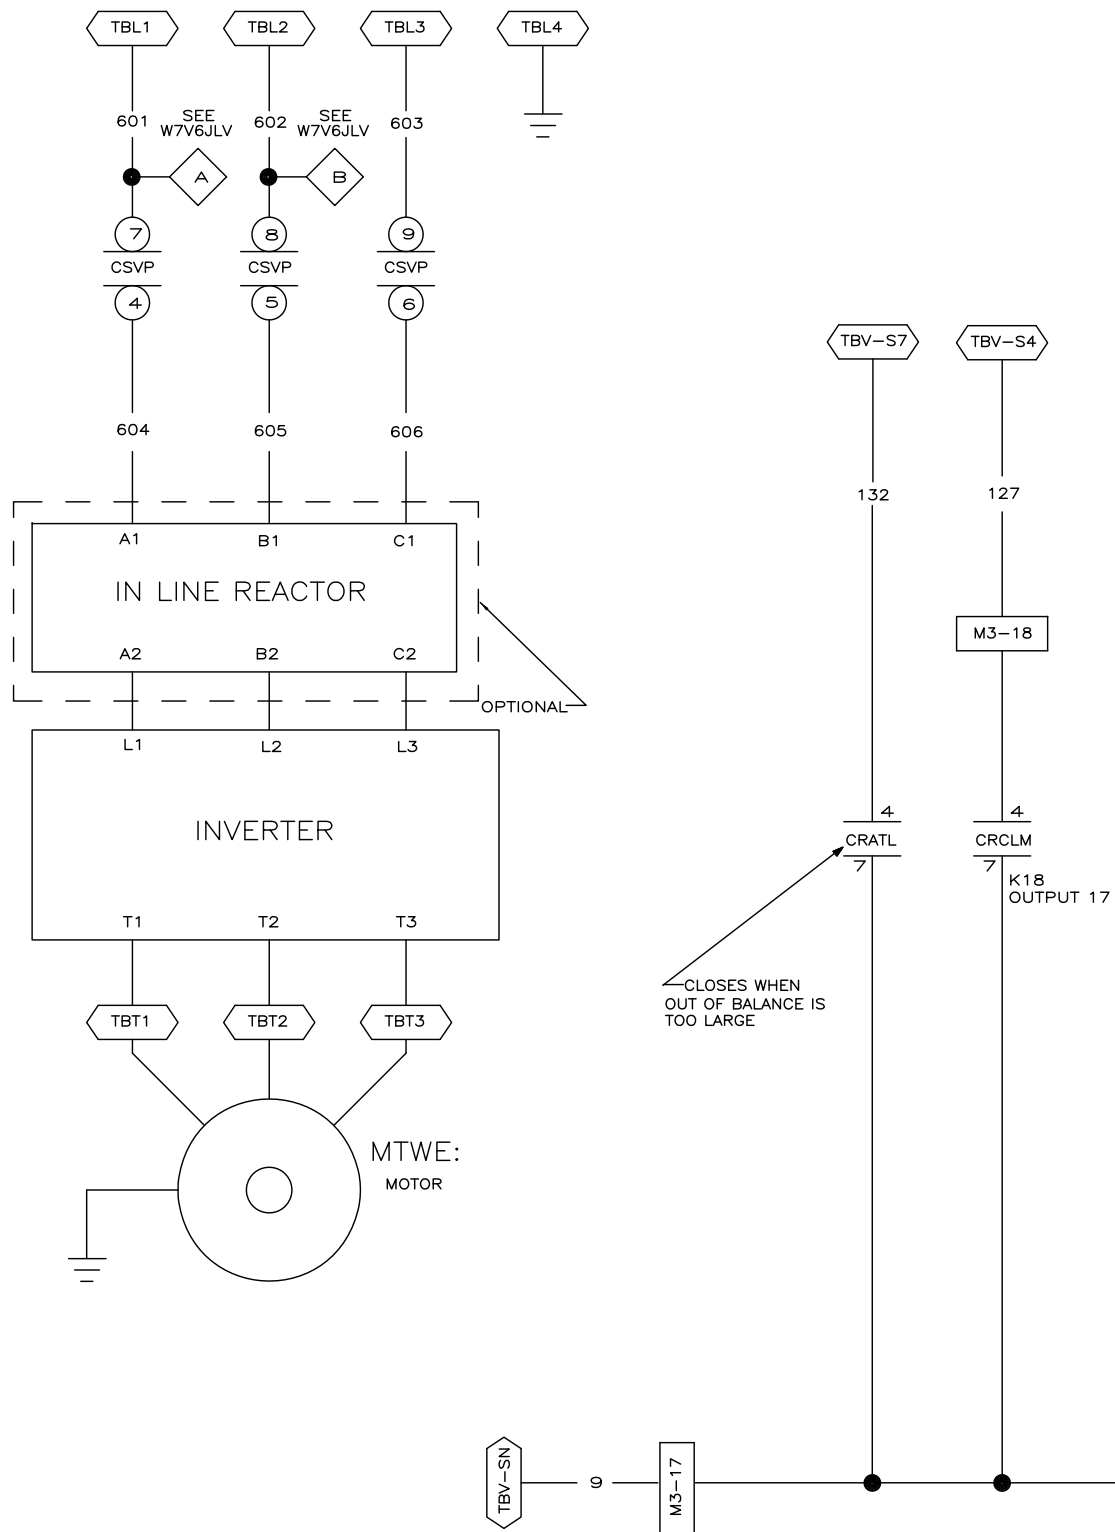 TBL1
TBL2
TBL3
TBL4
601
SEE
W7V6JLV
602
SEE
W7V6JLV
603
A
B
7
8
9
CSVP
CSVP
CSVP
4
5
6
TBV-S7
TBV-S4
604
605
606
132
127
A1
B1
C1
IN LINE REACTOR
A2
B2
C2
OPTIONAL
M3-18
L1
L2
L3
INVERTER
4
4
CRATL
CRCLM
7
7
K18
OUTPUT 17
T1
T2
T3
CLOSES WHEN
OUT OF BALANCE IS
TOO LARGE
TBT1
TBT2
TBT3
MTWE:
MOTOR
TBV-SN
9
M3-17